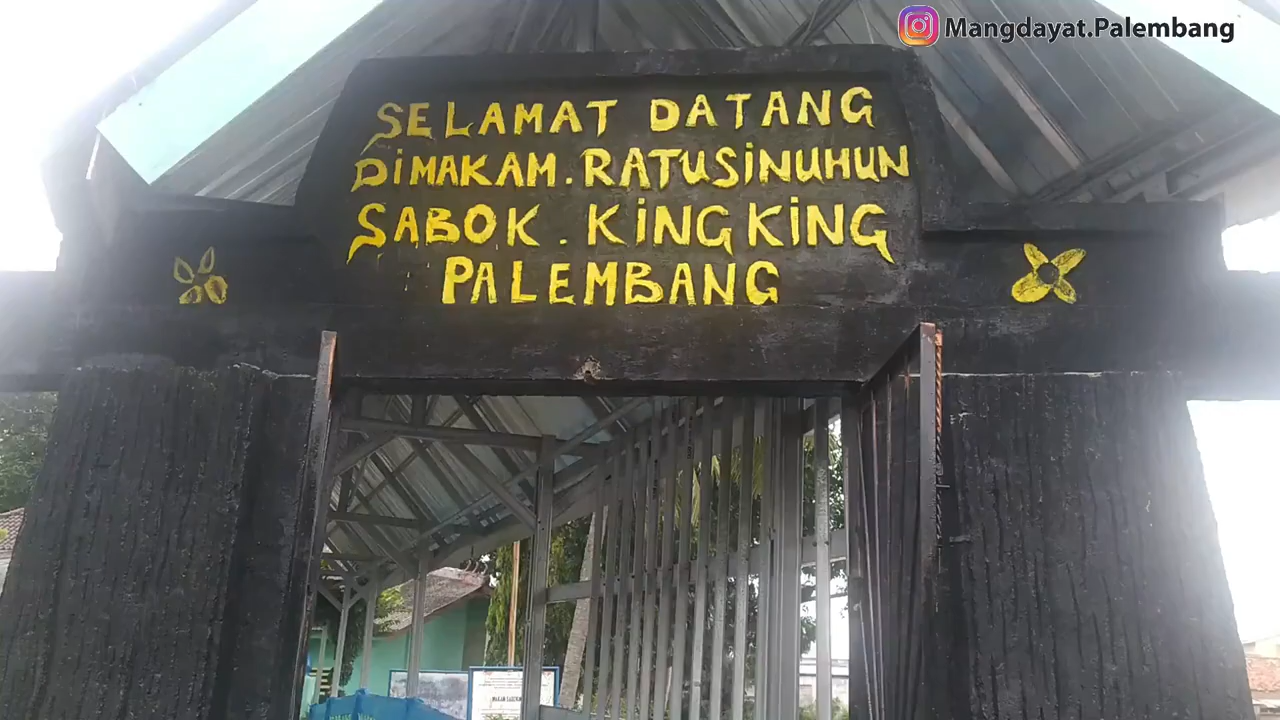 Mangdayat.Palembang
SELAMAT DATANG
DiMAKAM.RATUSiNUHUN
SABOK.KiNGKiNG
PALEMBANG